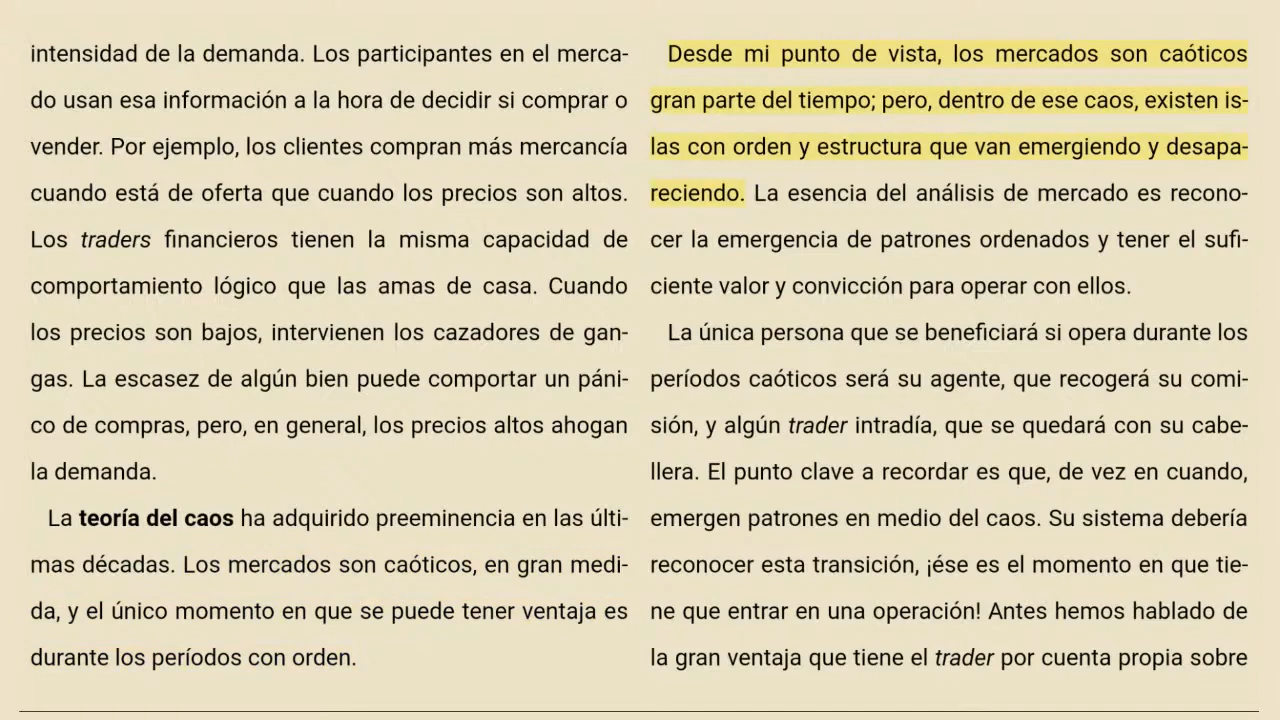 intensidad de la demanda. Los participantes en el merca-
do usan esa información a la hora de decidir si comprar o
vender. Por ejemplo, los clientes compran más mercancía
cuando está de oferta que cuando los precios son altos.
Los traders financieros tienen la misma capacidad de
comportamiento lógico que las amas de casa. Cuando
los precios son bajos, intervienen los cazadores de gan-
gas. La escasez de algún bien puede comportar un páni-
co de compras, pero, en general, los precios altos ahogan
la demanda.
La teoría del caos ha adquirido preeminencia en las últi-
mas décadas. Los mercados son caóticos, en gran medi-
da, y el único momento en que se puede tener ventaja es
durante los períodos con orden.
Desde mi punto de vista, los mercados son caóticos
gran parte del tiempo; pero, dentro de ese caos, existen is-
las con orden y estructura que van emergiendo y desapa-
reciendo. La esencia del análisis de mercado es recono-
cer la emergencia de patrones ordenados y tener el sufi-
ciente valor y convicción para operar con ellos.
La única persona que se beneficiará si opera durante los
períodos caóticos será su agente, que recogerá su comi-
sión, y algún trader intradía, que se quedará con su cabe-
llera. El punto clave a recordar es que, de vez en cuando,
emergen patrones en medio del caos. Su sistema debería
reconocer esta transición, ¡ése es el momento en que tie-
ne que entrar en una operación! Antes hemos hablado de
la gran ventaja que tiene el trader por cuenta propia sobre